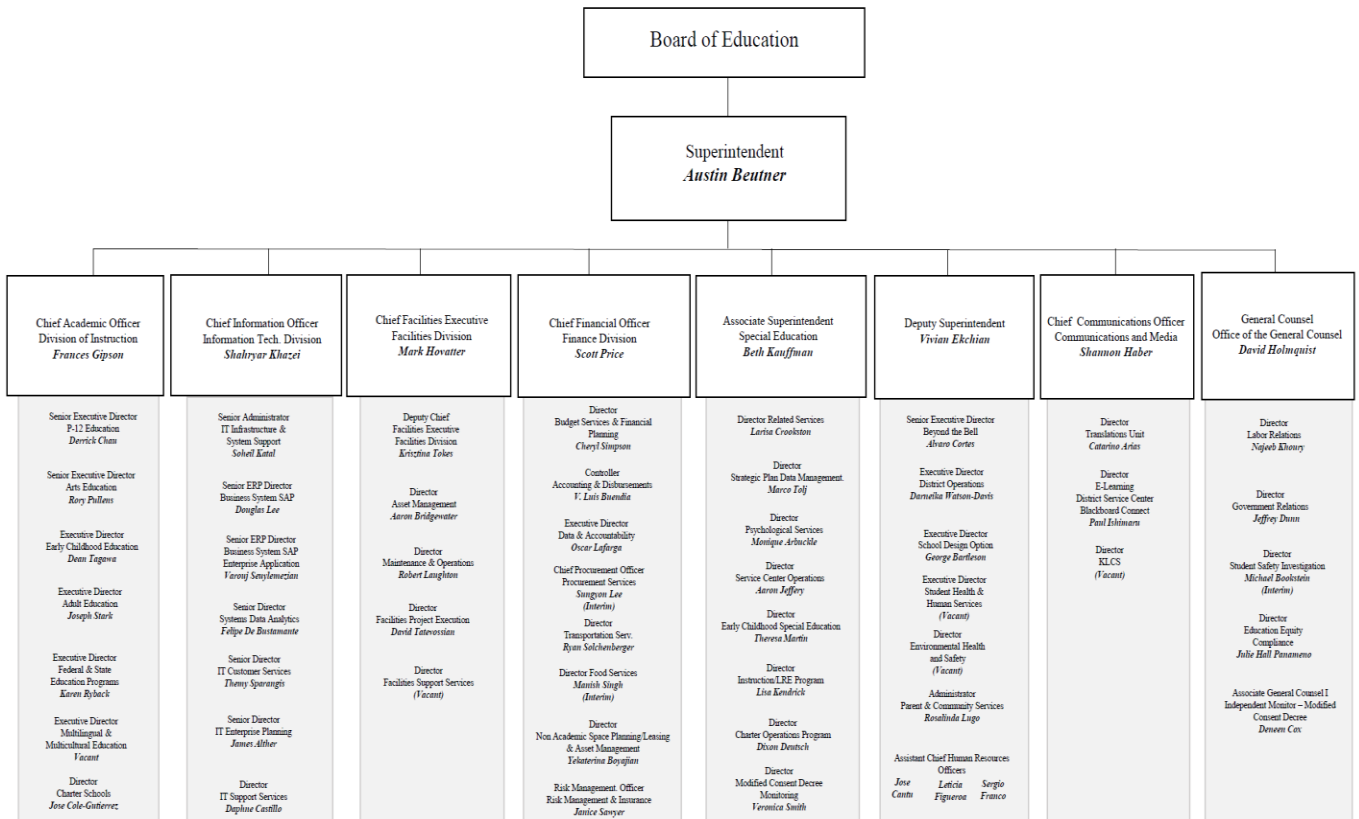 Board of Education
Superintendent
Austin Beutner
Chief Academic Officer
Division of Instruction
Frances Gipson
Senior Executive Director
P-12 Education
Derrick Chau
Senior Executive Director
Arts Education
Rory Pullens
Executive Director
Early Childhood Education
Dean Tagawa
Executive Director
Adult Education
Joseph Stark
Executive Director
Federal & State
Education Programs
Karen Ryback
Executive Director
Multilingual &
Multicultural Education
Vacant
Director
Charter Schools
Jose Cole-Gutierrez
Chief Information Officer
Information Tech. Division
Shahryar Khazei
Senior Administrator
IT Infrastructure &
System Support
Soheil Katal
Senior ERP Director
Business System SAP
Douglas Lee
Senior ERP Director
Business System SAP
Enterprise Application
Varouj Seuylemezian
Senior Director
Systems Data Analytics
Felipe De Bustamante
Senior Director
IT Customer Services
Themy Sparangis
Senior Director
IT Enterprise Planning
James Alther
Director
IT Support Services
Daphne Castillo
Chief Facilities Executive
Facilities Division
Mark Hovatter
Deputy Chief
Facilities Executive
Facilities Division
Krisztina Tokes
Director
Asset Management
Aaron Bridgewater
Director
Maintenance & Operations
Robert Laughton
Director
Facilities Project Execution
David Tatevossian
Director
Facilities Support Services
(Vacant)
Chief Financial Officer
Finance Division
Scott Price
Director
Budget Services & Financial
Planning
Cheryl Simpson
Controller
Accounting & Disbursements
V. Luis Buendia
Executive Director
Data & Accountability
Oscar Lafarga
Chief Procurement Officer
Procurement Services
Sungyon Lee
(Interim)
Director
Transportation Serv.
Ryan Solchenberger
Director Food Services
Manish Singh
(Interim)
Director
Non Academic Space Planning/Leasing
& Asset Management
Yekaterina Boyajian
Risk Management. Officer
Risk Management & Insurance
Janice Sawyer
Associate Superintendent
Special Education
Beth Kauffman
Director Related Services
Larisa Crookston
Director
Strategic Plan Data Management.
Marco Tolj
Director
Psychological Services
Monique Arbuckle
Director
Service Center Operations
Aaron Jeffery
Director
Early Childhood Special Education
Theresa Martin
Director
Instruction/LRE Program
Lisa Kendrick
Director
Charter Operations Program
Dixon Deutsch
Director
Modified Consent Decree
Monitoring
Veronica Smith
Deputy Superintendent
Vivian Ekchian
Senior Executive Director
Beyond the Bell
Alvaro Cortes
Executive Director
District Operations
Darneika Watson-Davis
Executive Director
School Design Option
George Bartleson
Executive Director
Student Health &
Human Services
(Vacant)
Director
Environmental Health
and Safety
(Vacant)
Administrator
Parent & Community Services
Rosalinda Lugo
Assistant Chief Human Resources
Officers
Jose Leticia Sergio
Cantu Figueroa Franco
Chief Communications Officer
Communications and Media
Shannon Haber
Director
Translations Unit
Catarino Arias
Director
E-Learning
District Service Center
Blackboard Connect
Paul Ishimaru
Director
KLCS
(Vacant)
General Counsel
Office of the General Counsel
David Holmquist
Director
Labor Relations
Najeeb Khoury
Director
Government Relations
Jeffrey Dunn
Director
Student Safety Investigation
Michael Bookstein
(Interim)
Director
Education Equity
Compliance
Julie Hall Panameno
Associate General Counsel I
Independent Monitor – Modified
Consent Decree
Deneen Cox